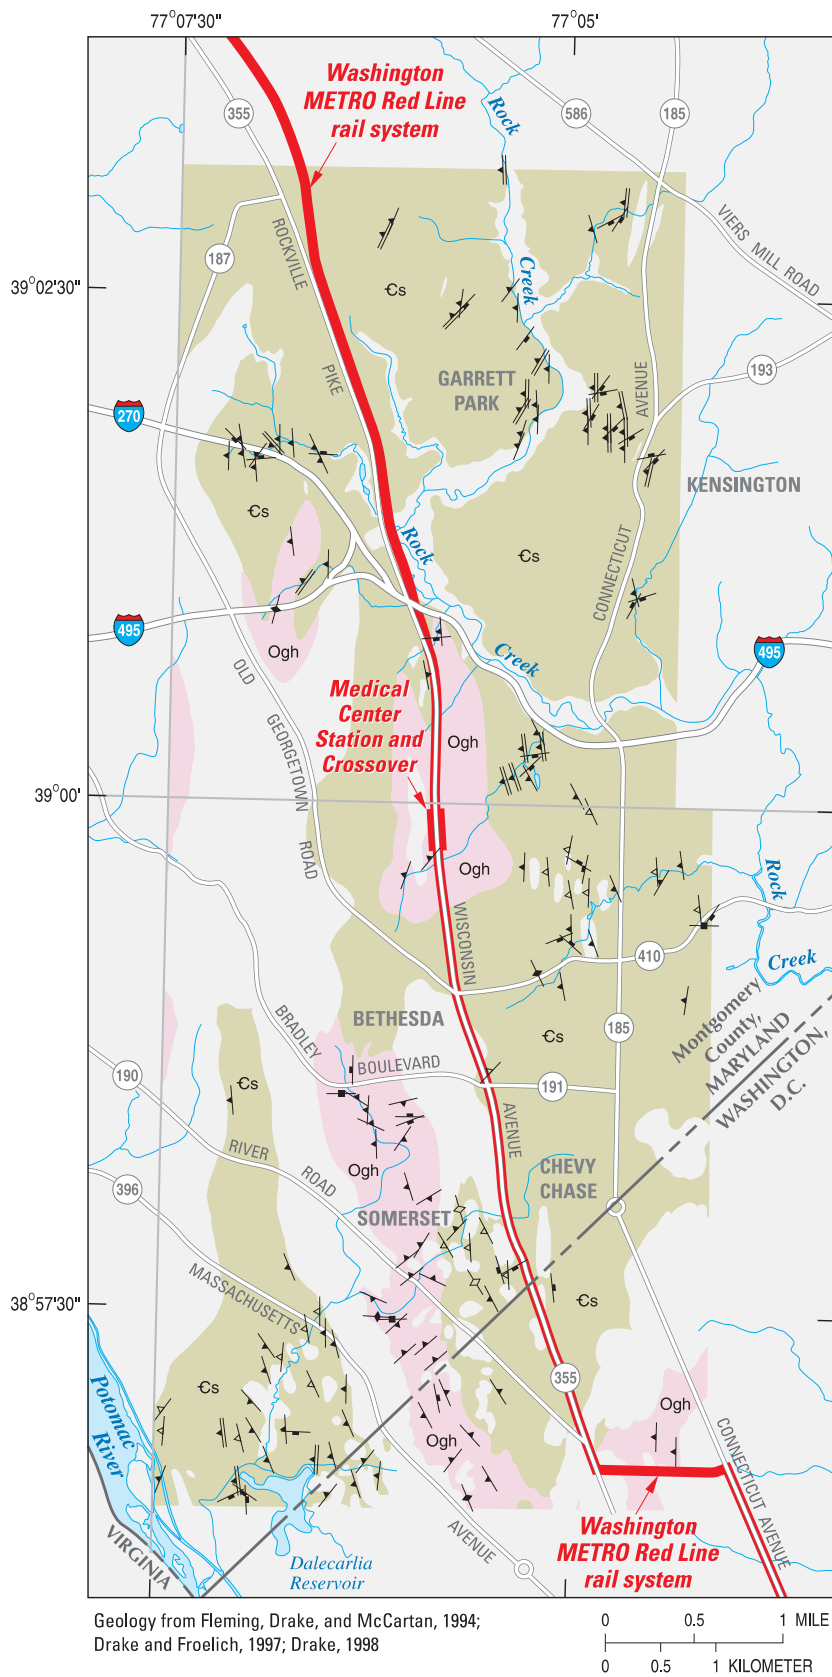 77°07'30"
77°05'
Washington
METRO Red Line
rail system
Rock
355
586
185
ROCKVILLE
VIERS MILL ROAD
187
39°02'30"
Ꞓs
Creek
PIKE
GARRETT
PARK
AVENUE
193
270
KENSINGTON
Ꞓs
Rock
Ꞓs
CONNECTICUT
495
Ogh
Creek
495
OLD
Medical
Center
Station and
Crossover
GEORGETOWN
Ogh
39°00'
ROAD
Ogh
Rock
WISCONSIN
410
Creek
BETHESDA
BRADLEY
Ꞓs
185
Montgomery
County,
MARYLAND
WASHINGTON,
D.C.
BOULEVARD
190
Ꞓs
191
AVENUE
RIVER
ROAD
Ogh
CHEVY
CHASE
396
SOMERSET
MASSACHUSETTS
38°57'30"
Ꞓs
Ꞓs
355
Potomac
River
Ogh
Ogh
CONNECTICUT AVENUE
VIRGINIA
AVENUE
Washington
METRO Red Line
rail system
Dalecarlia
Reservoir
Geology from Fleming, Drake, and McCartan, 1994;
Drake and Froelich, 1997; Drake, 1998
0 0.5 1 MILE
0 0.5 1 KILOMETER